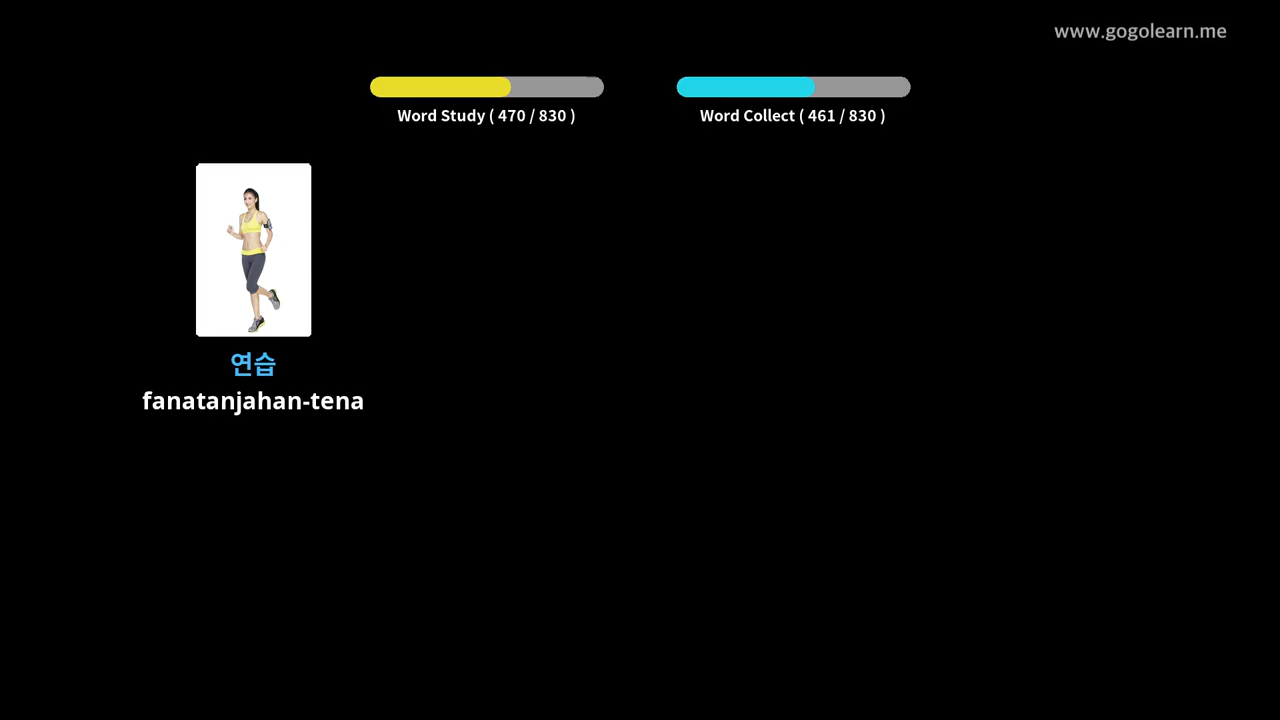 www.gogolearn.me
Word Study ( 470 / 830 )
Word Collect ( 461 / 830 )
연습
fanatanjahan-tena